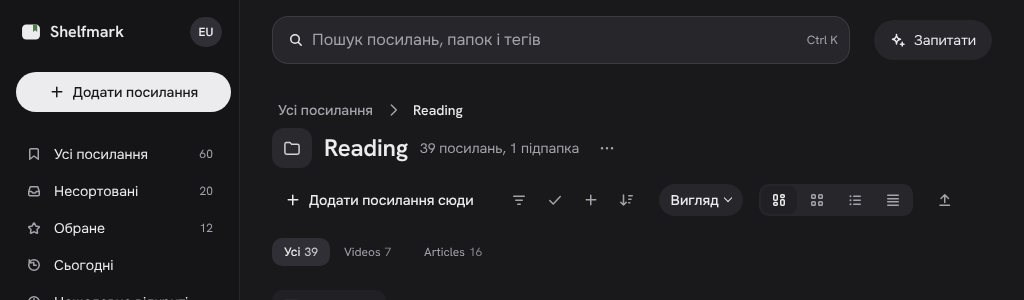 Shelfmark
EU
Пошук посилань, папок і тегів
Ctrl K
Запитати
Додати посилання
Усі посилання 60
Несортовані 20
Обране 12
Сьогодні
Усі посилання
Reading
Reading 39 посилань, 1 підпапка
Додати посилання сюди
Вигляд
Усі 39
Videos 7
Articles 16